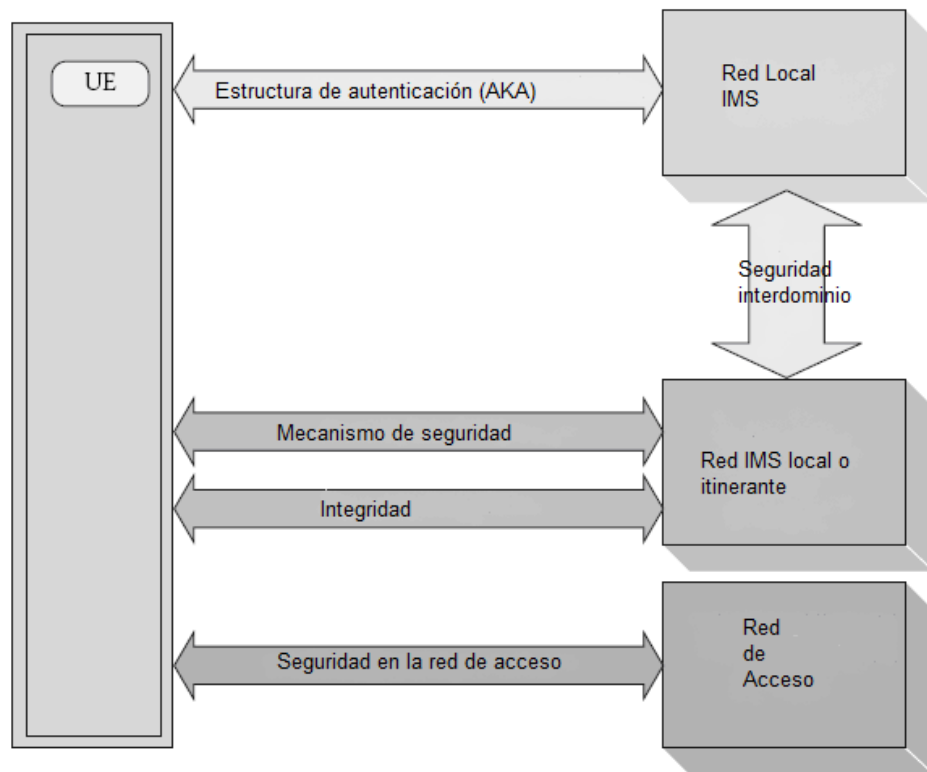 UE
Estructura de autenticación (AKA)
Red Local
IMS
Seguridad
interdominio
Mecanismo de seguridad
Integridad
Red IMS local o
itinerante
Seguridad en la red de acceso
Red
de
Acceso